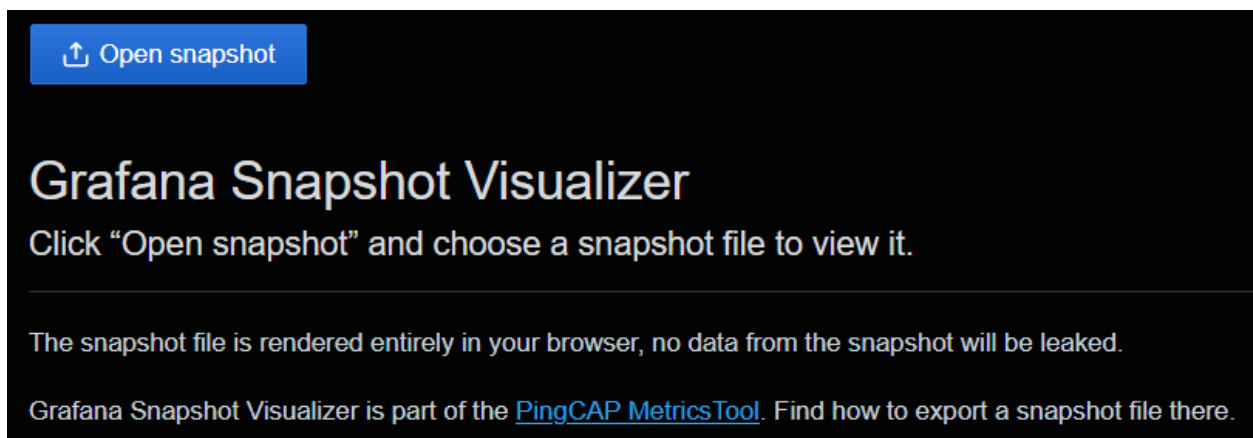 Open snapshot
Grafana Snapshot Visualizer
Click “Open snapshot” and choose a snapshot file to view it.
The snapshot file is rendered entirely in your browser, no data from the snapshot will be leaked.
Grafana Snapshot Visualizer is part of the PingCAP MetricsTool. Find how to export a snapshot file there.